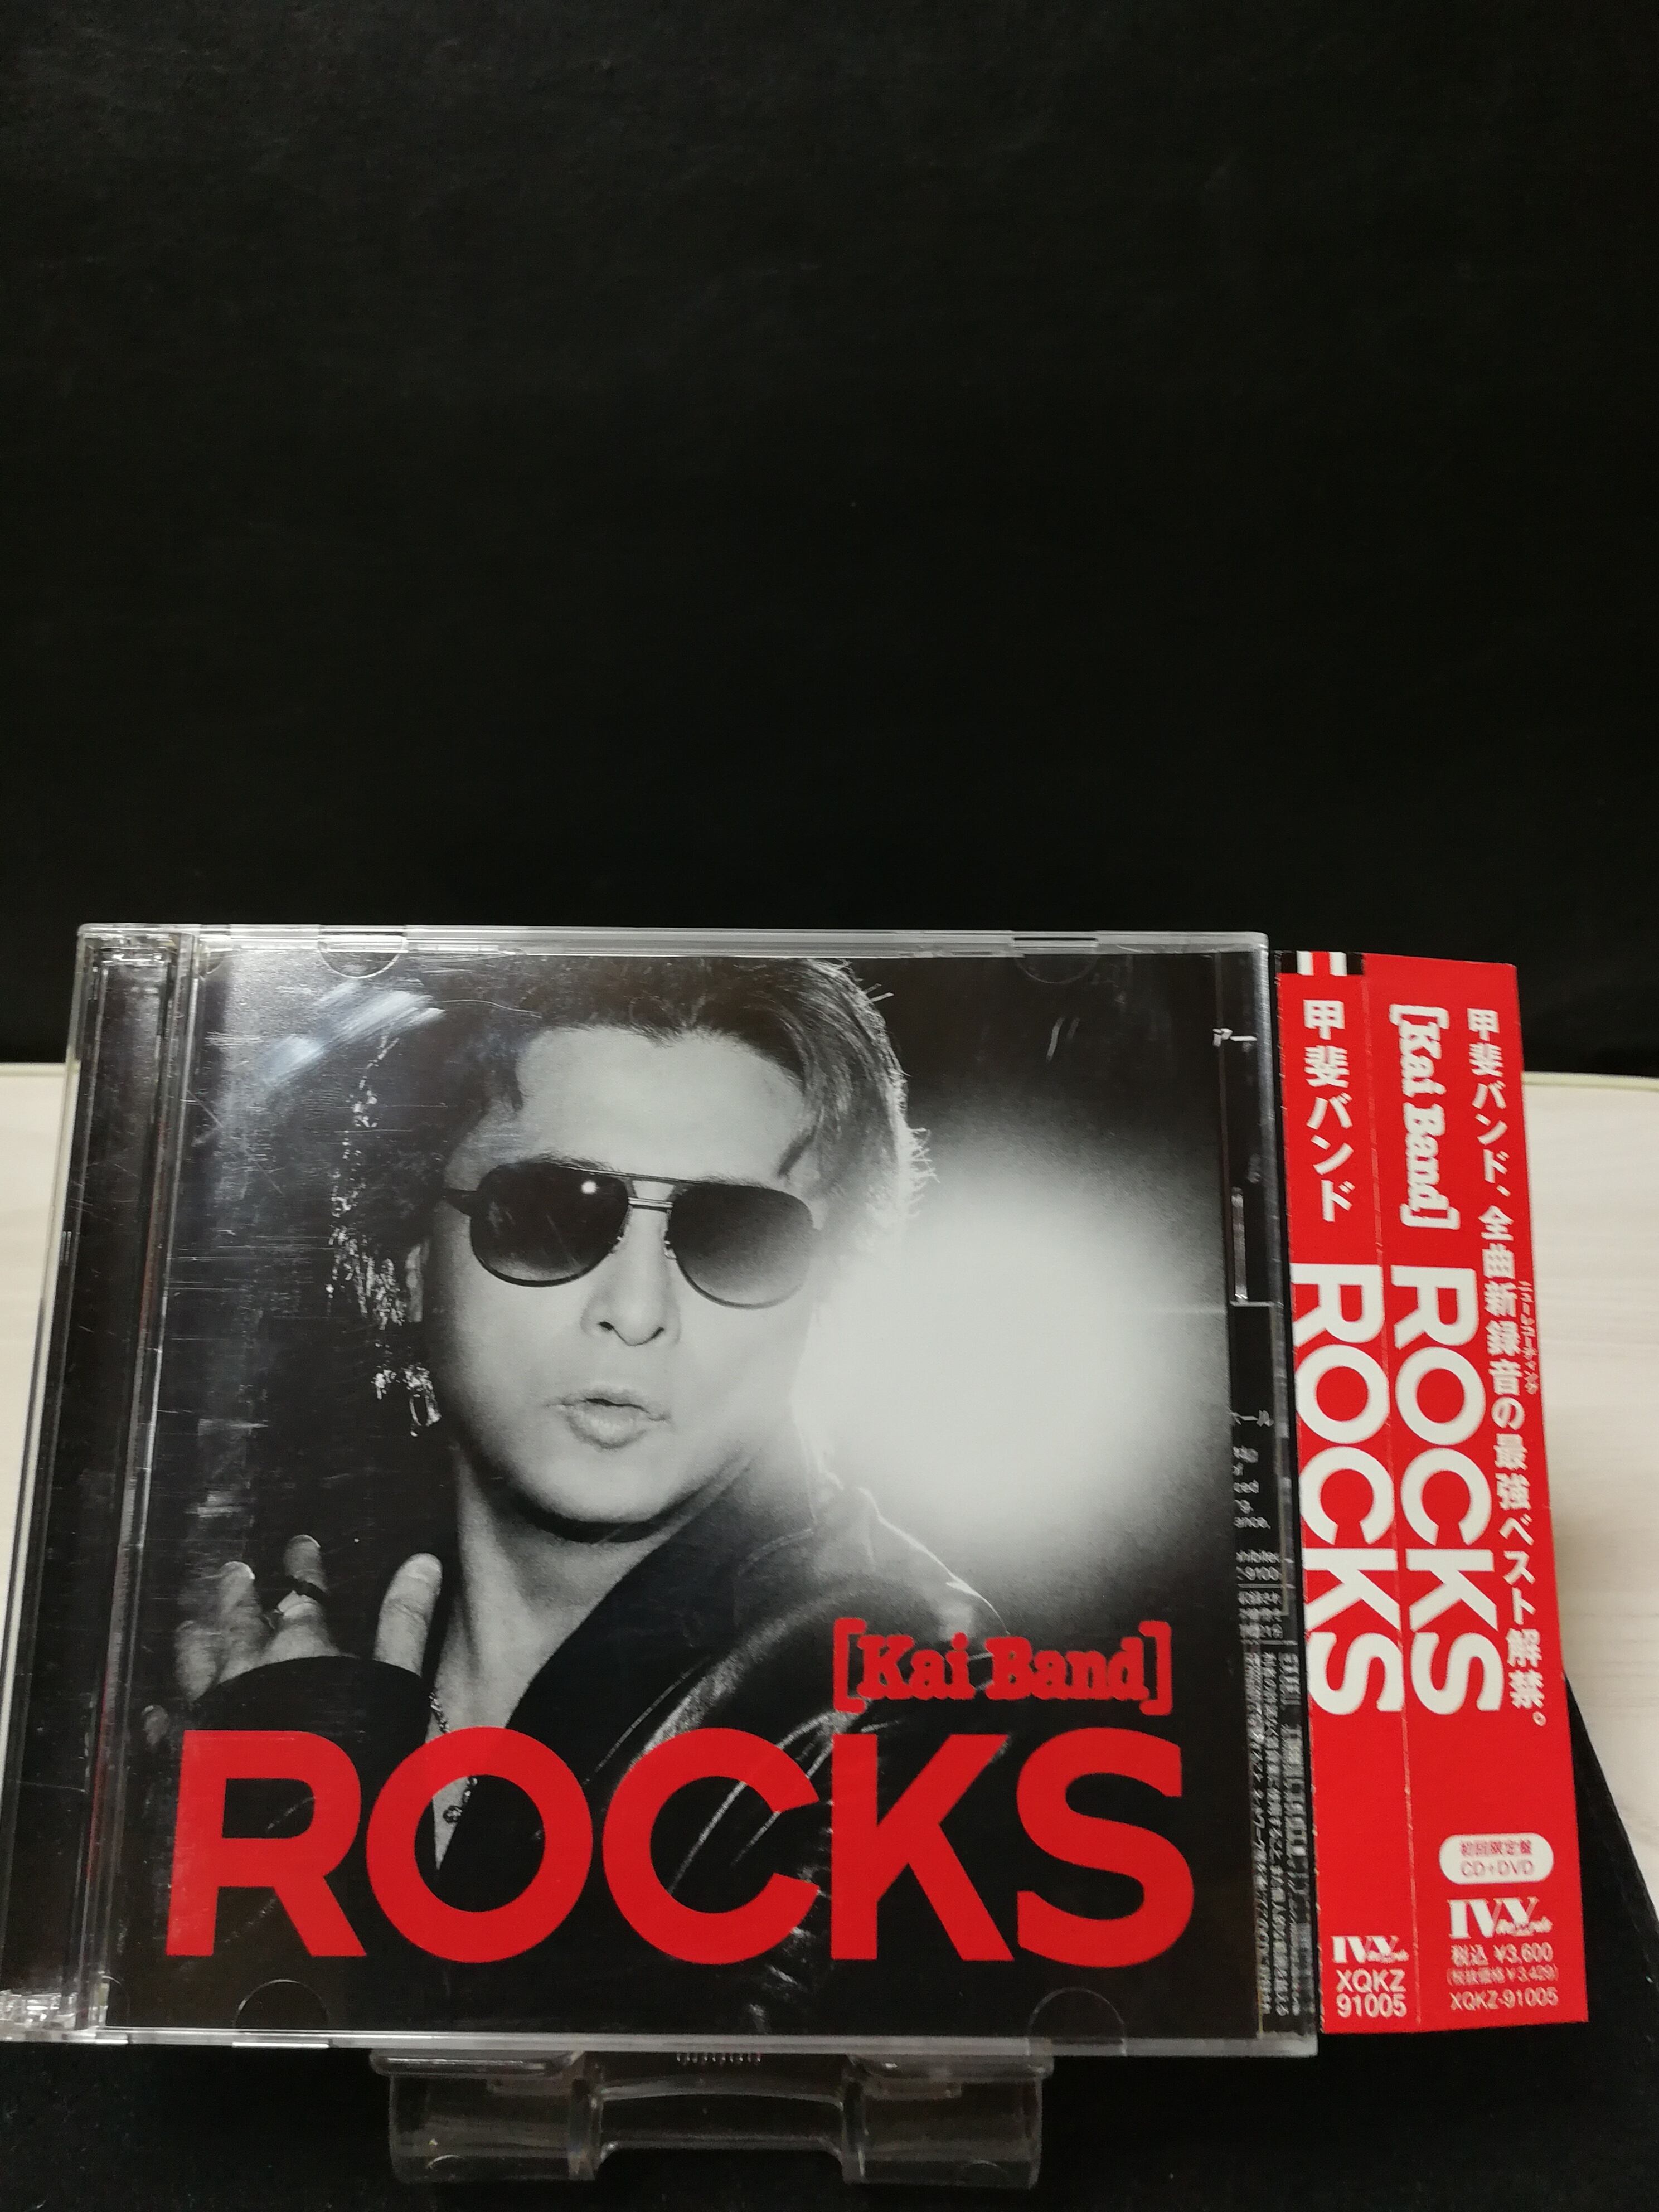 [Kai Band]
ROCKS
甲斐バンド ROCKS
IVY Records
XQKZ
91005
甲斐バンド、全曲新録音の最強ベスト解禁。
ニューレコーディング
[Kai Band] ROCKS
初回限定盤
CD+DVD
IVY Records
税込 ¥3,600
(税抜価格¥3,429)
XQKZ-91005